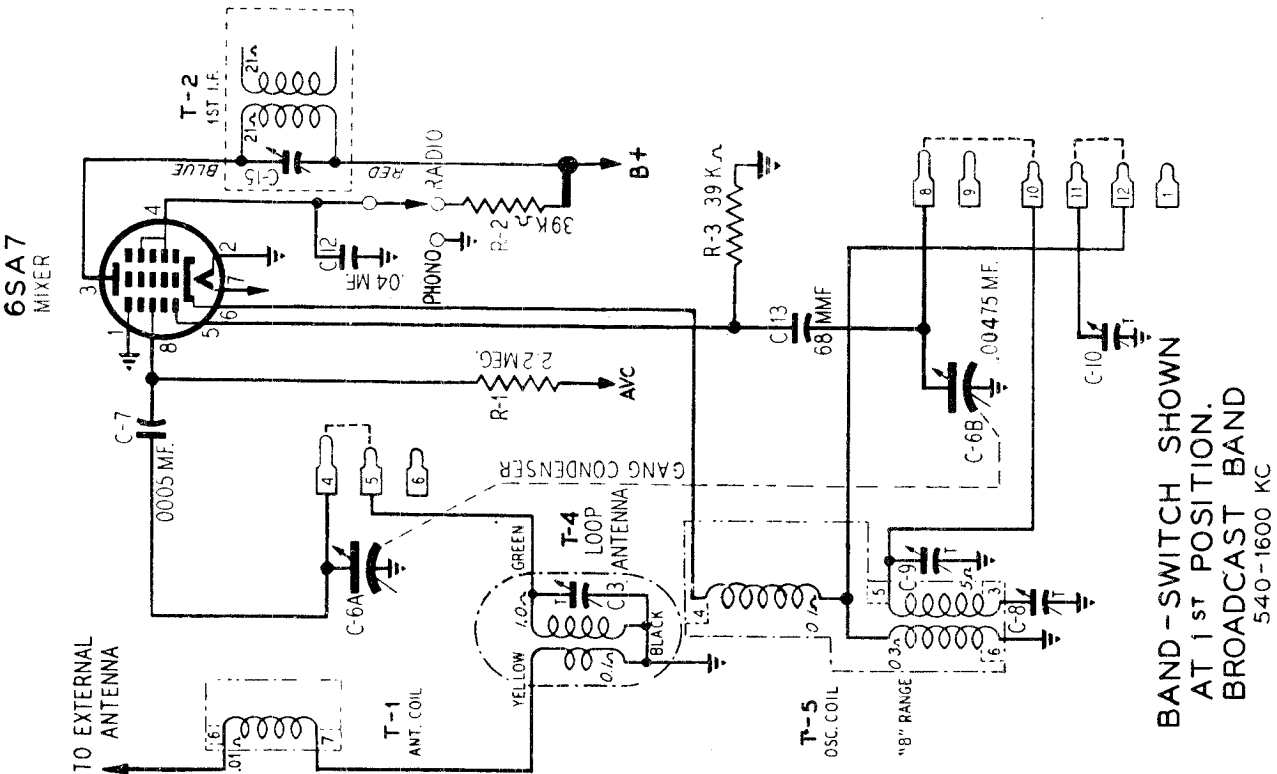 6SA7
MIXER
T-2
1ST I.F.
21Ω
21Ω
BLUE
C-15
RED
RADIO
B+
3
4
1
2
8
7
6
5
C-12
.04 MF.
PHONO
R-2
39KΩ
C-7
.0005 MF.
R-1
2.2 MEG.
AVC
R-3 39 KΩ
C-13
68 MMF
8
9
10
11
12
1
.00475 MF.
C-6B
C-10
T
4
5
6
GANG CONDENSER
C-6A
TO EXTERNAL
ANTENNA
6
.01Ω
7
T-1
ANT. COIL
YELLOW
GREEN
1.0Ω
0.1Ω
T
C-3
BLACK
T-4
LOOP
ANTENNA
4
0.1Ω
5
C-9
T
.5Ω
3
C-8
T
0.3Ω
6
T-5
OSC. COIL
"B" RANGE
BAND-SWITCH SHOWN
AT 1ST POSITION.
BROADCAST BAND
540-1600 KC